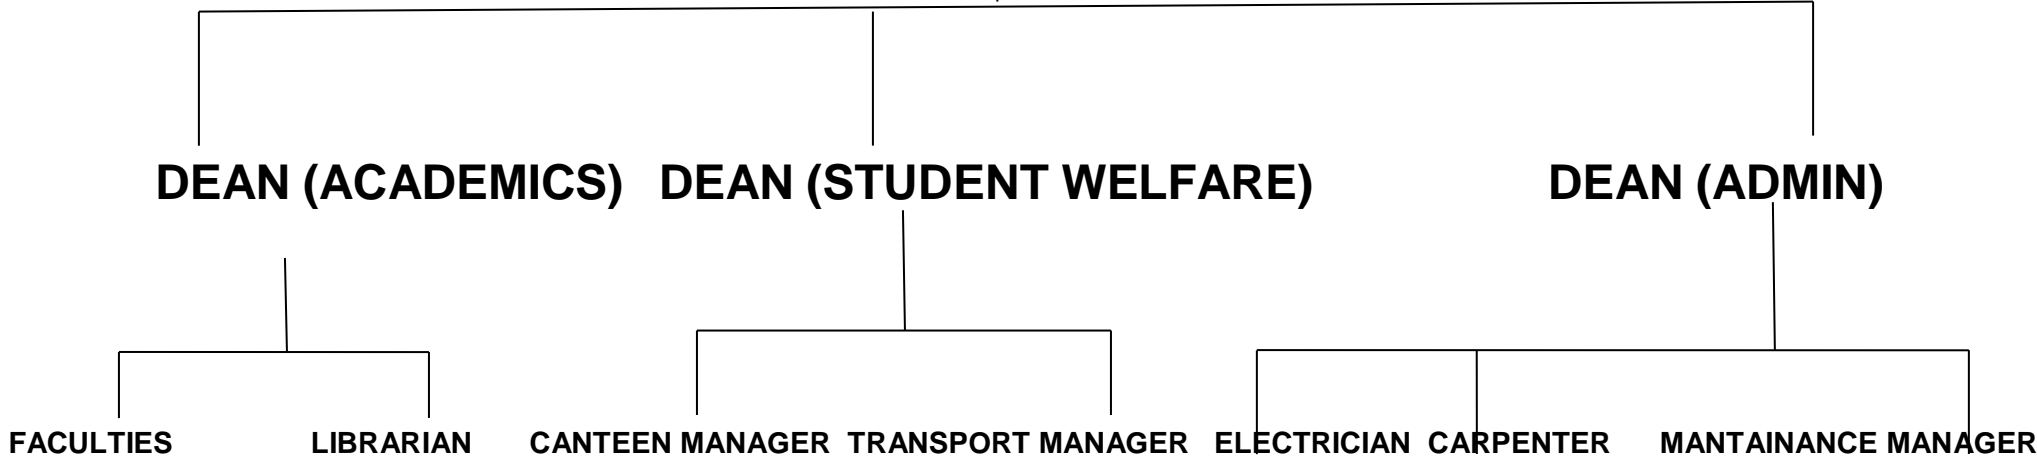 DEAN (ACADEMICS) DEAN (STUDENT WELFARE) DEAN (ADMIN)
FACULTIES LIBRARIAN CANTEEN MANAGER TRANSPORT MANAGER ELECTRICIAN CARPENTER MANTAINANCE MANAGER